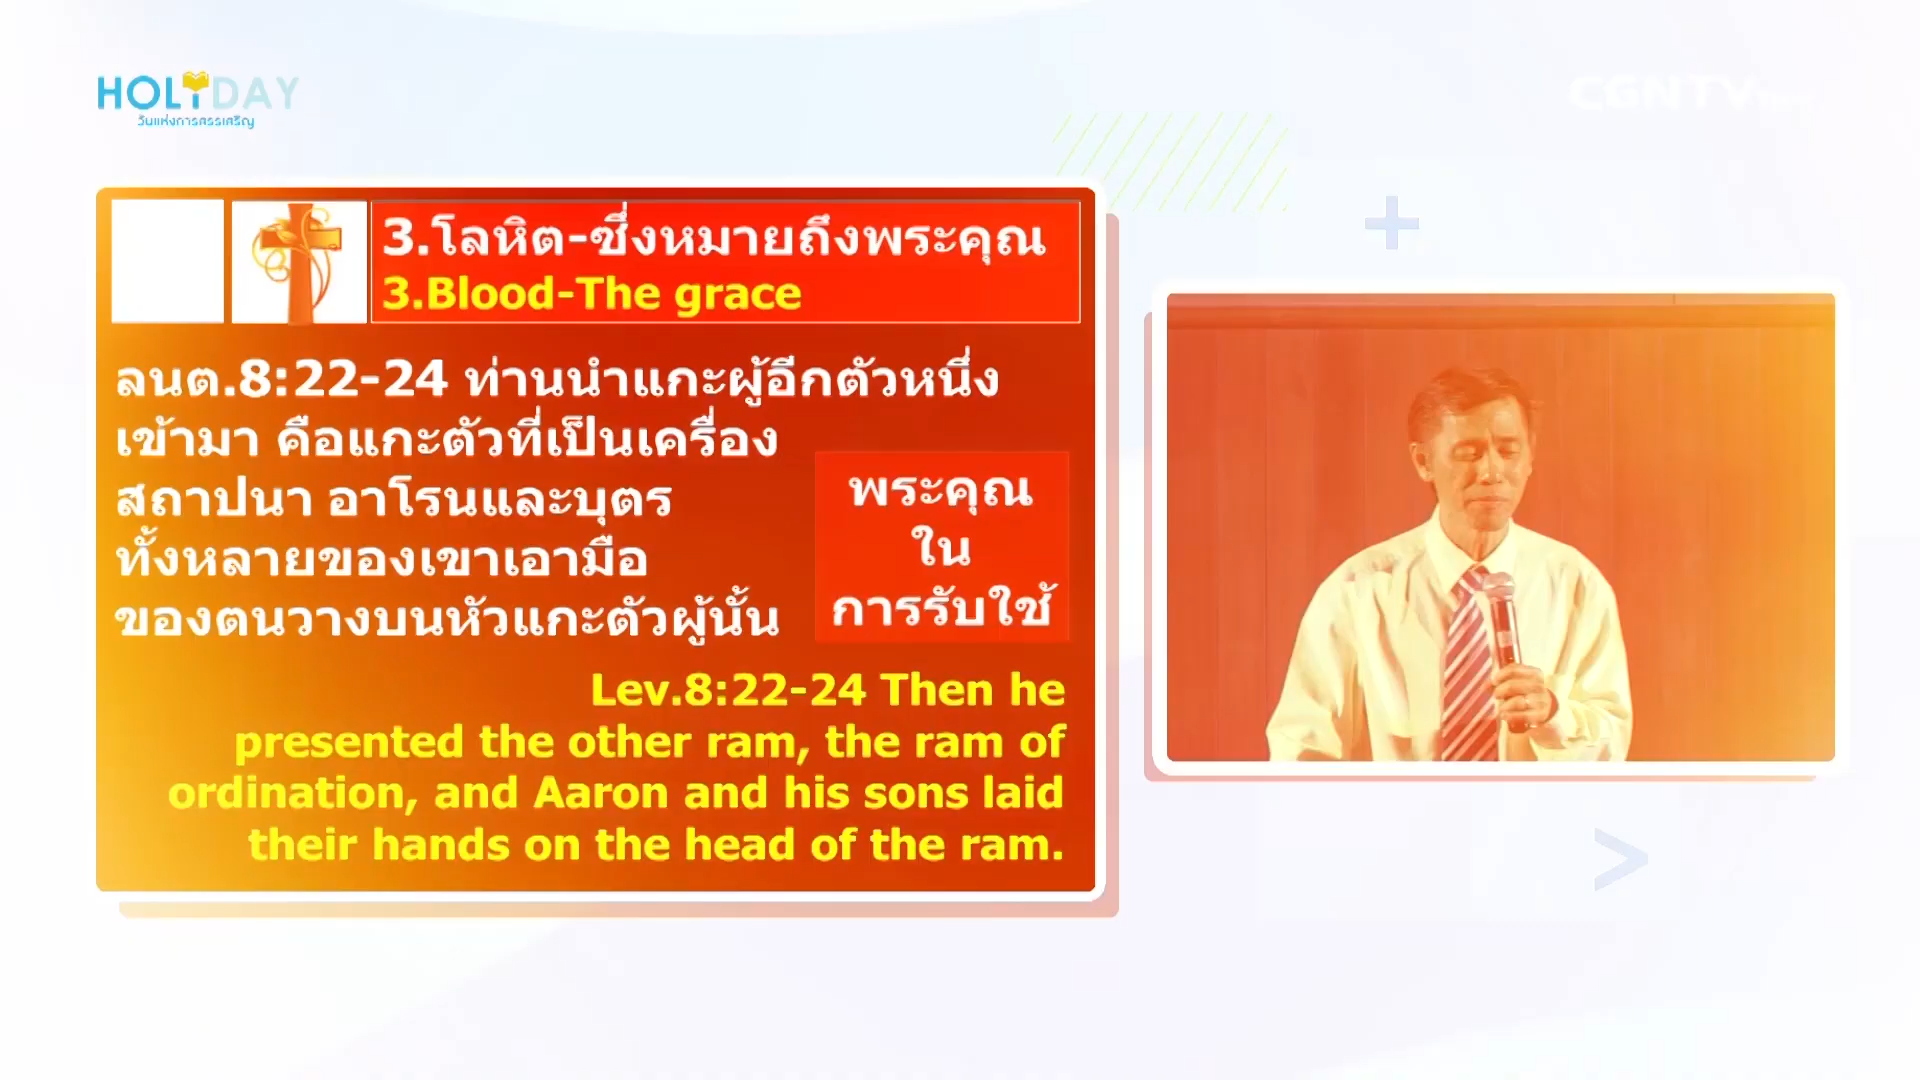 HOLYDAY
วันแห่งการสรรเสริญ
CGNTV
3.โลหิต-ซึ่งหมายถึงพระคุณ
3.Blood-The grace
ลนต.8:22-24 ท่านนำแกะผู้อีกตัวหนึ่ง
เข้ามา คือแกะตัวที่เป็นเครื่อง
สถาปนา อาโรนและบุตร
ทั้งหลายของเขาเอามือ
ของตนวางบนหัวแกะตัวผู้นั้น
พระคุณ
ใน
การรับใช้
Lev.8:22-24 Then he
presented the other ram, the ram of
ordination, and Aaron and his sons laid
their hands on the head of the ram.